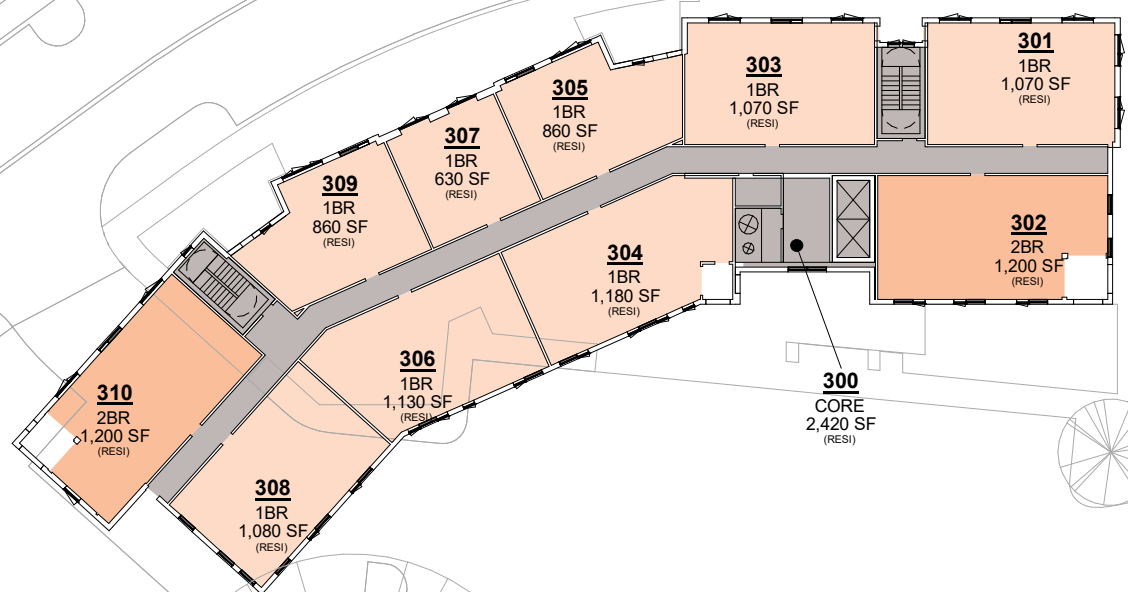 301
1BR
1,070 SF
(RESI)
303
1BR
1,070 SF
(RESI)
305
1BR
860 SF
(RESI)
307
1BR
630 SF
(RESI)
309
1BR
860 SF
(RESI)
302
2BR
1,200 SF
(RESI)
304
1BR
1,180 SF
(RESI)
306
1BR
1,130 SF
(RESI)
300
CORE
2,420 SF
(RESI)
310
2BR
1,200 SF
(RESI)
308
1BR
1,080 SF
(RESI)